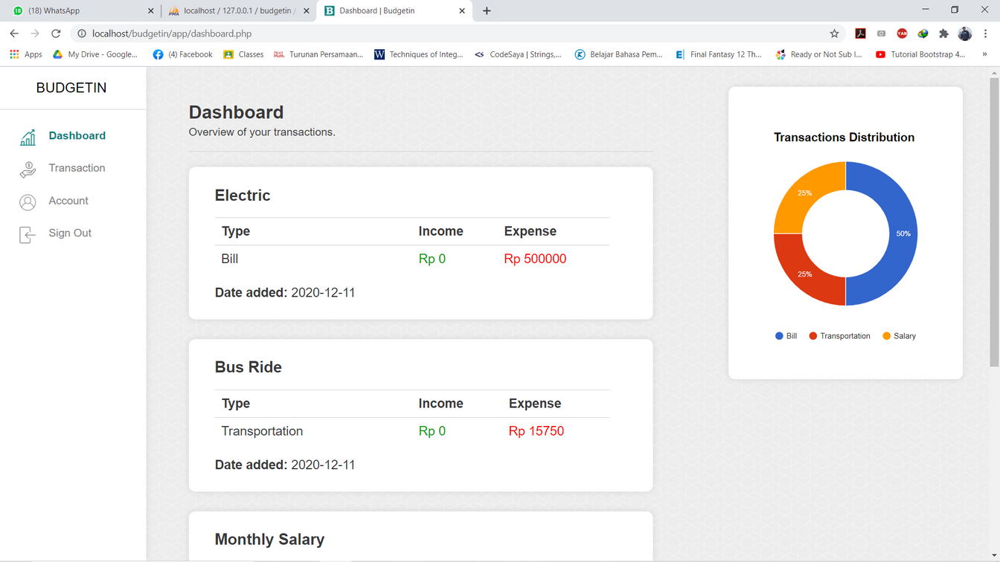 (18) WhatsApp
localhost / 127.0.0.1 / budgetin /
Dashboard | Budgetin
localhost/budgetin/app/dashboard.php
Apps
My Drive - Google...
(4) Facebook
Classes
Turunan Persamaan...
Techniques of Integ...
CodeSaya | Strings,...
Belajar Bahasa Pem...
Final Fantasy 12 Th...
Ready or Not Sub I...
Tutorial Bootstrap 4...
»
BUDGETIN
Dashboard
Transaction
Account
Sign Out
Dashboard
Overview of your transactions.
Electric
Type Income Expense
Bill Rp 0 Rp 500000
Date added: 2020-12-11
Bus Ride
Type Income Expense
Transportation Rp 0 Rp 15750
Date added: 2020-12-11
Monthly Salary
Transactions Distribution
25%
50%
25%
Bill Transportation Salary